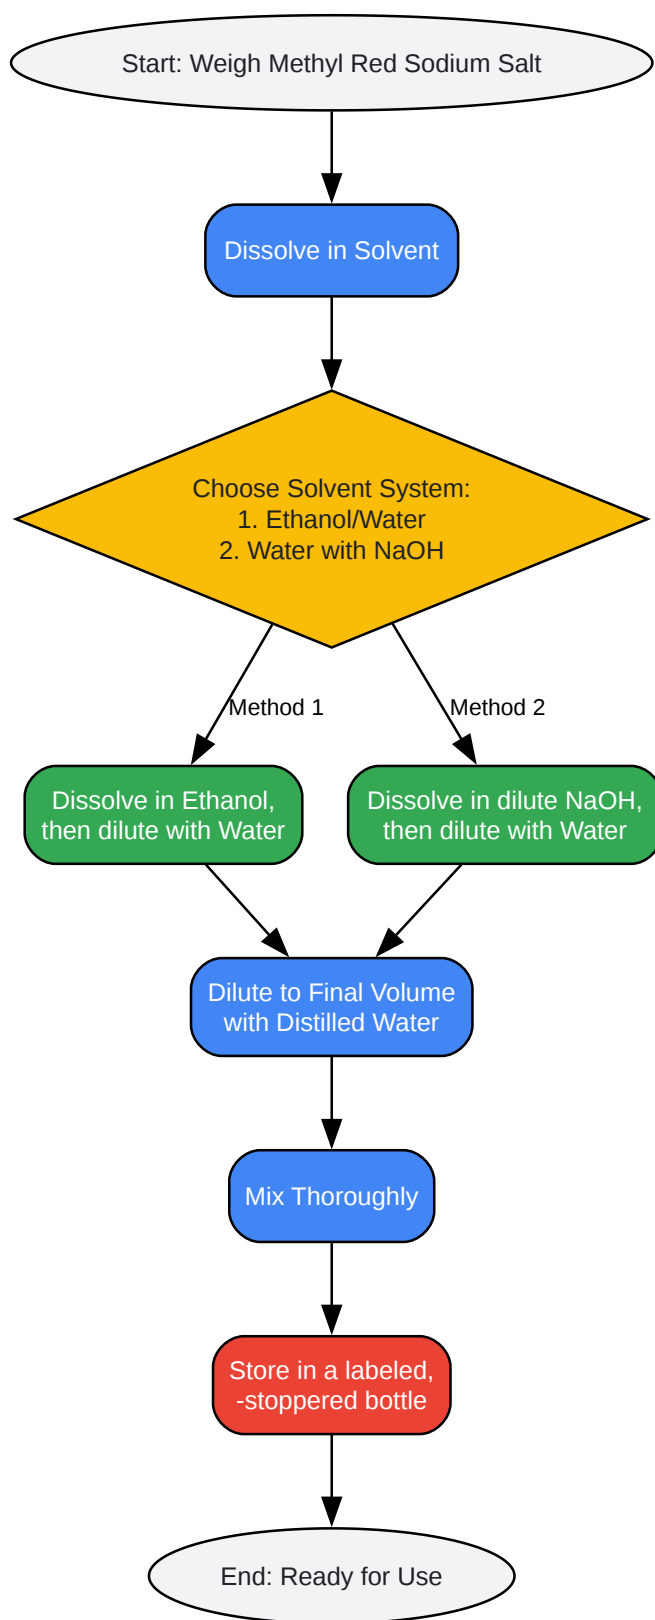 Start: Weigh Methyl Red Sodium Salt
Dissolve in Solvent
Choose Solvent System:
1. Ethanol/Water
2. Water with NaOH
Method 1
Method 2
Dissolve in Ethanol,
then dilute with Water
Dissolve in dilute NaOH,
then dilute with Water
Dilute to Final Volume
with Distilled Water
Mix Thoroughly
Store in a labeled,
-stoppered bottle
End: Ready for Use